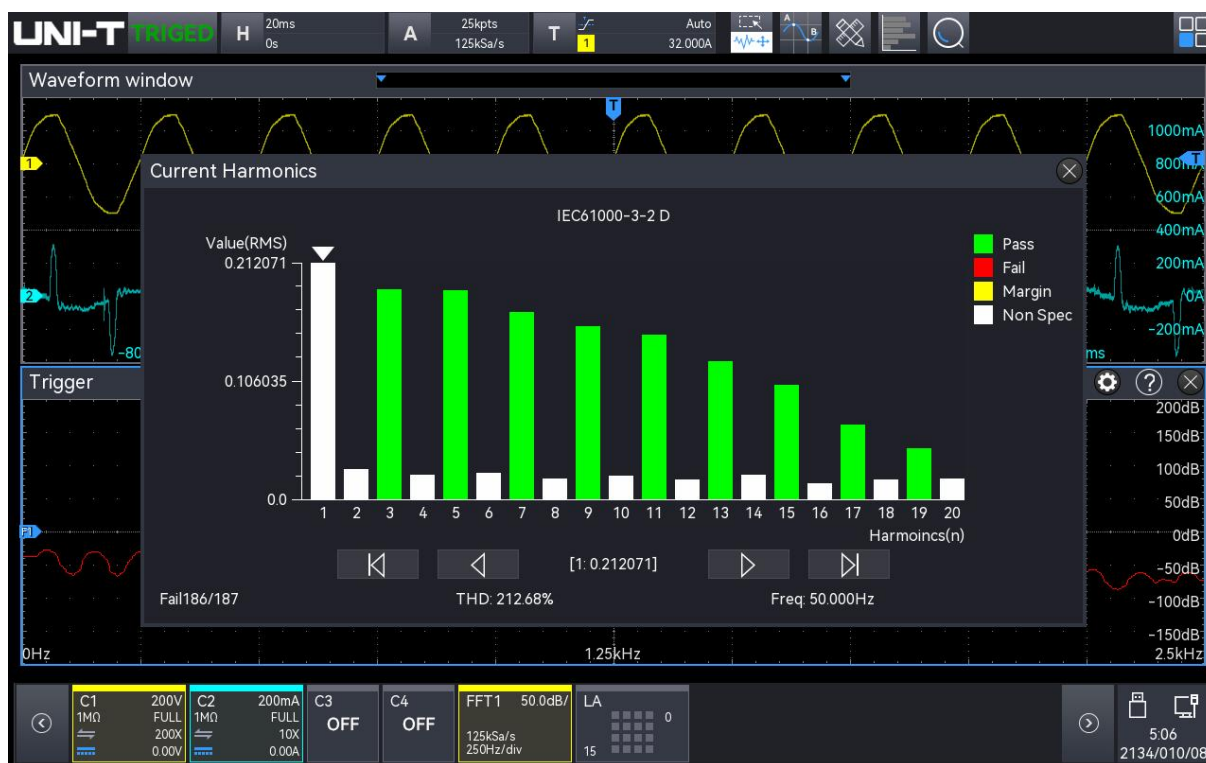 UNI-T TRIGED H 20ms 0s A 25kpts 125kSa/s T 1 Auto 32.000A A B
Waveform window
T
1000mA
1 800mA T
Current Harmonics
600mA
IEC61000-3-2 D
400mA
Value(RMS)
0.212071
Pass
Fail
200mA
Margin
2 0A
Non Spec
-200mA
-80 ms
Trigger
0.106035
200dB
150dB
100dB
50dB
0.0
1 2 3 4 5 6 7 8 9 10 11 12 13 14 15 16 17 18 19 20
Harmoincs(n)
0dB
[1: 0.212071]
-50dB
Fail186/187 THD: 212.68% Freq: 50.000Hz
-100dB
-150dB
0Hz 1.25kHz 2.5kHz
C1 200V C2 200mA C3 C4 FFT1 50.0dB/ LA
1MΩ FULL 1MΩ FULL OFF OFF 0
200X 10X 125kSa/s
0.00V 0.00A 250Hz/div 15
5:06
2134/010/08